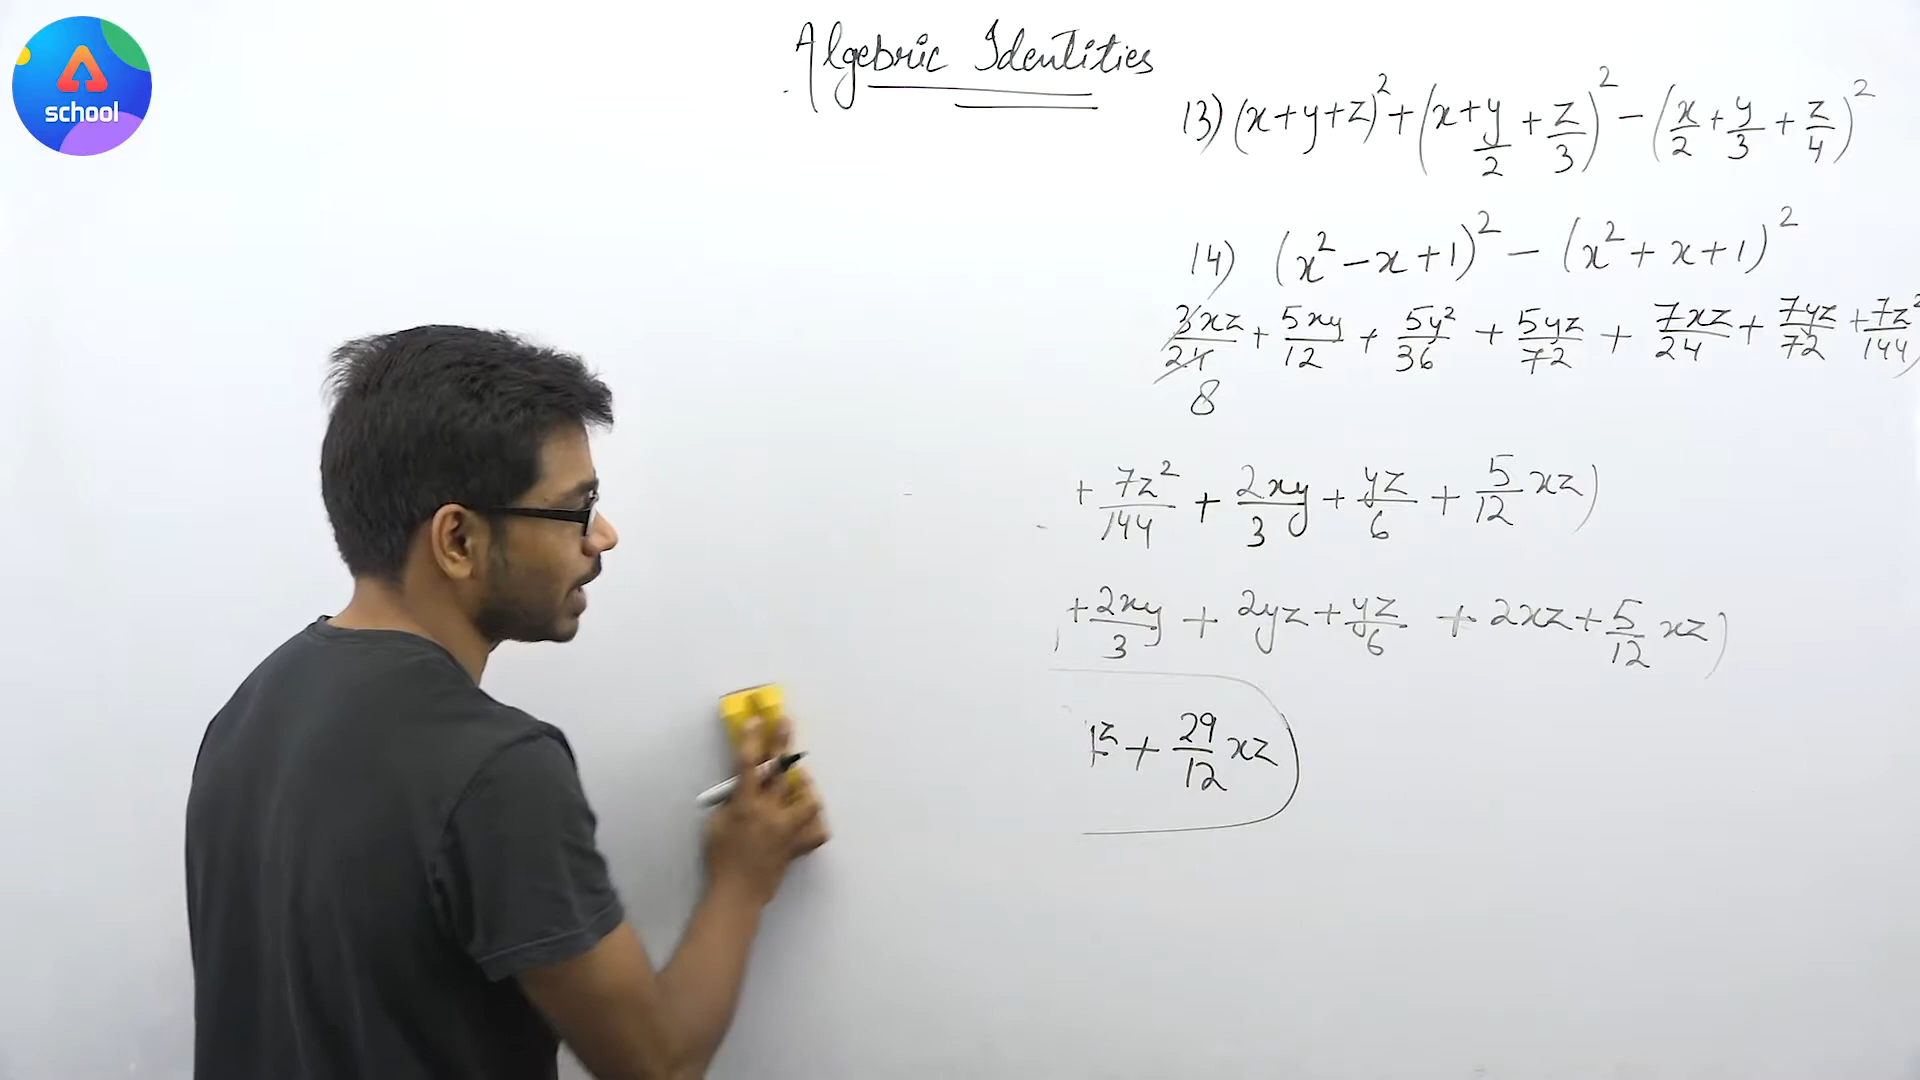 school
Algebric Identities
13) (x+y+z)² + (x + y/2 + z/3)² - (x/2 + y/3 + z/4)²
14) (x² - x + 1)² - (x² + x + 1)²
3xz/24 + 5xy/12 + 5y²/36 + 5yz/72 + 7xz/24 + 7yz/72 + 7z²/144
8
+ 7z²/144 + 2xy/3 + yz/6 + 5/12 xz)
+ 2xy/3 + 2yz + yz/6 + 2xz + 5/12 xz)
+ 29/12 xz